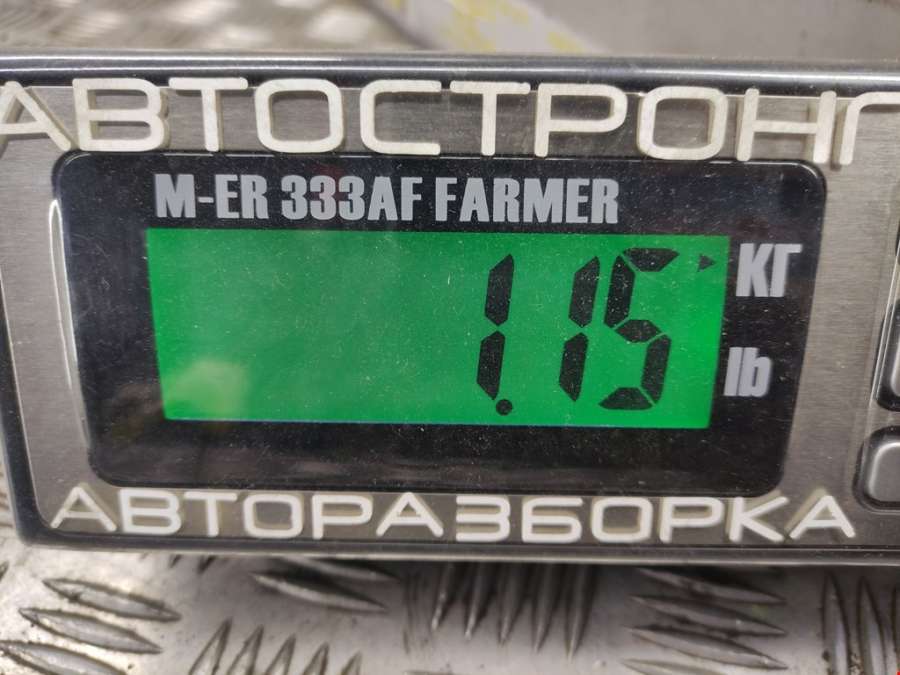 АВТОСТРОНГ
M-ER 333AF FARMER
1.15
КГ
lb
АВТОРАЗБОРКА